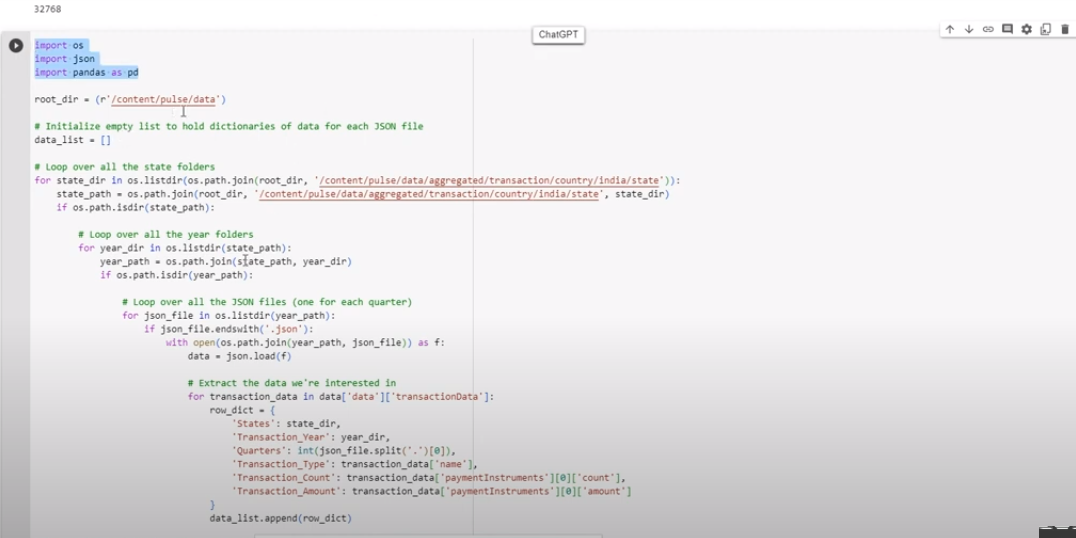 32768
ChatGPT
import os
import json
import pandas as pd
root_dir = (r'/content/pulse/data')
# Initialize empty list to hold dictionaries of data for each JSON file
data_list = []
# Loop over all the state folders
for state_dir in os.listdir(os.path.join(root_dir, '/content/pulse/data/aggregated/transaction/country/india/state')):
    state_path = os.path.join(root_dir, '/content/pulse/data/aggregated/transaction/country/india/state', state_dir)
    if os.path.isdir(state_path):
        # Loop over all the year folders
        for year_dir in os.listdir(state_path):
            year_path = os.path.join(state_path, year_dir)
            if os.path.isdir(year_path):
                # Loop over all the JSON files (one for each quarter)
                for json_file in os.listdir(year_path):
                    if json_file.endswith('.json'):
                        with open(os.path.join(year_path, json_file)) as f:
                            data = json.load(f)
                            # Extract the data we're interested in
                            for transaction_data in data['data']['transactionData']:
                                row_dict = {
                                    'States': state_dir,
                                    'Transaction_Year': year_dir,
                                    'Quarters': int(json_file.split('.')[0]),
                                    'Transaction_Type': transaction_data['name'],
                                    'Transaction_Count': transaction_data['paymentInstruments'][0]['count'],
                                    'Transaction_Amount': transaction_data['paymentInstruments'][0]['amount']
                                }
                                data_list.append(row_dict)